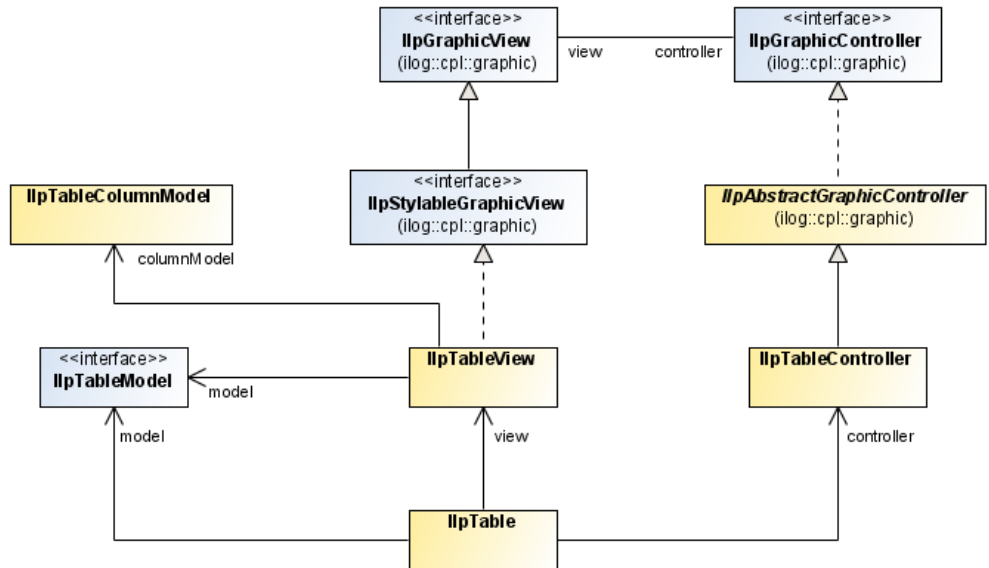 <<interface>>
IlpGraphicView
(ilog::cpl::graphic)
view
controller
<<interface>>
IlpGraphicController
(ilog::cpl::graphic)
IlpTableColumnModel
<<interface>>
IlpStylableGraphicView
(ilog::cpl::graphic)
IlpAbstractGraphicController
(ilog::cpl::graphic)
columnModel
<<interface>>
IlpTableModel
IlpTableView
IlpTableController
model
model
view
controller
IlpTable